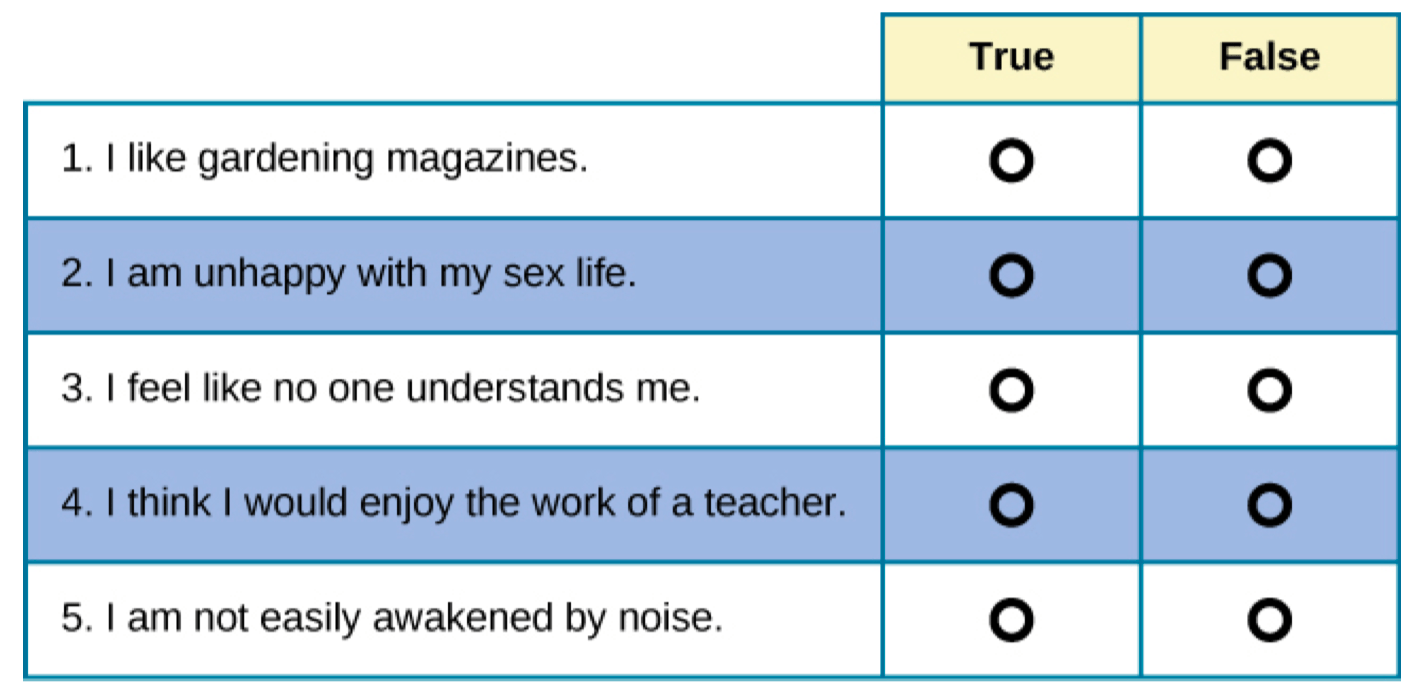 True False
1. I like gardening magazines.
2. I am unhappy with my sex life.
3. I feel like no one understands me.
4. I think I would enjoy the work of a teacher.
5. I am not easily awakened by noise.